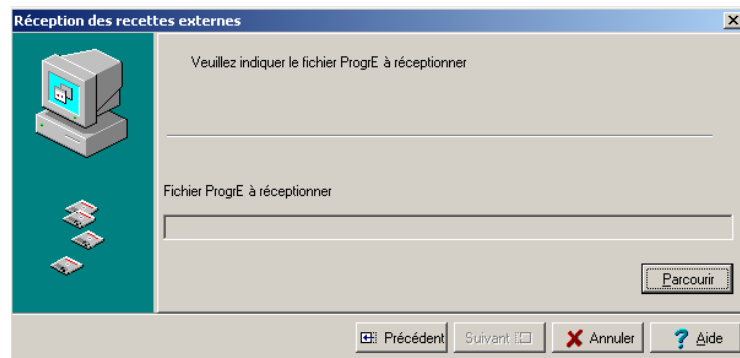 Réception des recettes externes
Veuillez indiquer le fichier ProgrE à réceptionner
Fichier ProgrE à réceptionner
Parcourir
Précédent Suivant Annuler Aide